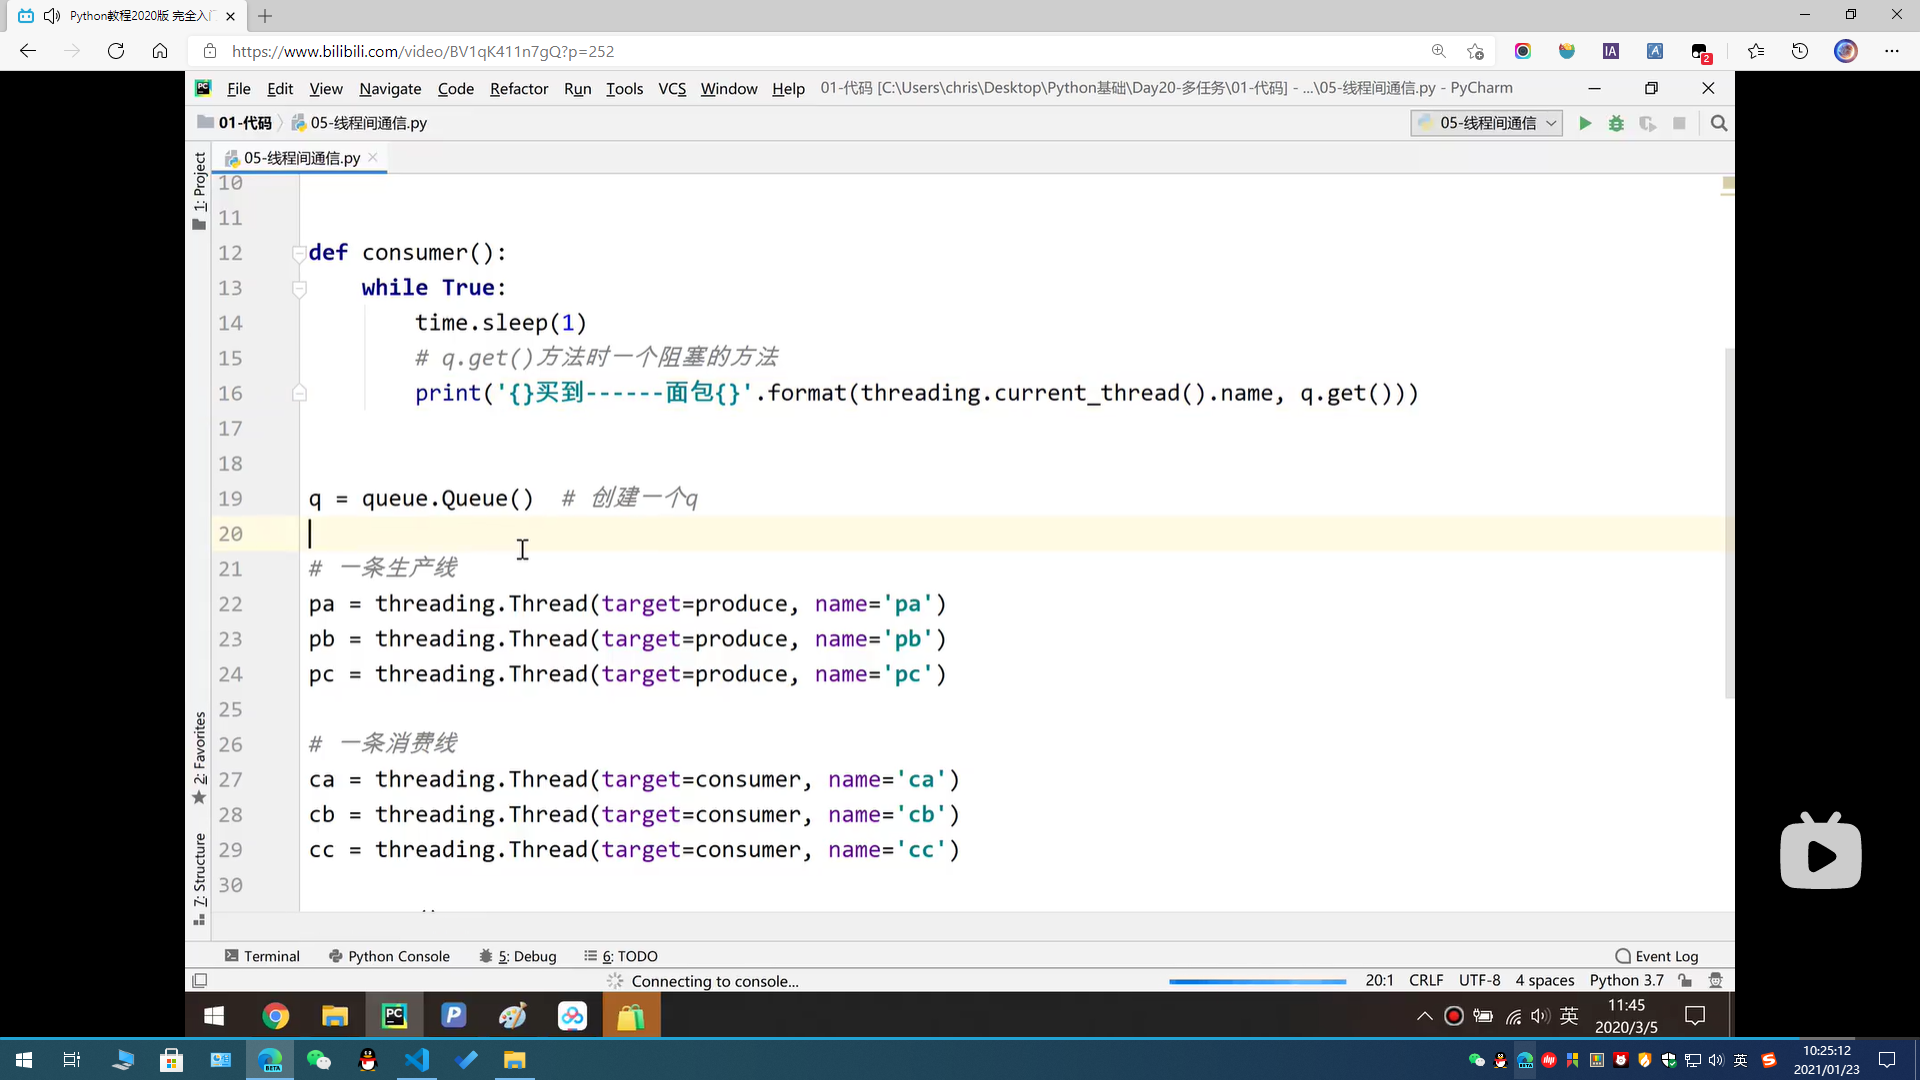 Python教程2020版 完全入门
https://www.bilibili.com/video/BV1qK411n7gQ?p=252
IA
A
2
File Edit View Navigate Code Refactor Run Tools VCS Window Help 01-代码 [C:\Users\chris\Desktop\Python基础\Day20-多任务\01-代码] - ...\05-线程间通信.py - PyCharm
01-代码 05-线程间通信.py 05-线程间通信
05-线程间通信.py
1: Project
10
11
12 def consumer():
13 while True:
14 time.sleep(1)
15 # q.get()方法时一个阻塞的方法
16 print('{}买到------面包{}'.format(threading.current_thread().name, q.get()))
17
18
19 q = queue.Queue() # 创建一个q
20
21 # 一条生产线
22 pa = threading.Thread(target=produce, name='pa')
23 pb = threading.Thread(target=produce, name='pb')
24 pc = threading.Thread(target=produce, name='pc')
25
26 # 一条消费线
27 ca = threading.Thread(target=consumer, name='ca')
28 cb = threading.Thread(target=consumer, name='cb')
29 cc = threading.Thread(target=consumer, name='cc')
30
2: Favorites
7: Structure
Terminal Python Console 5: Debug 6: TODO Event Log
Connecting to console... 20:1 CRLF UTF-8 4 spaces Python 3.7
PC
英 11:45
2020/3/5
BETA
英 10:25:12
2021/01/23